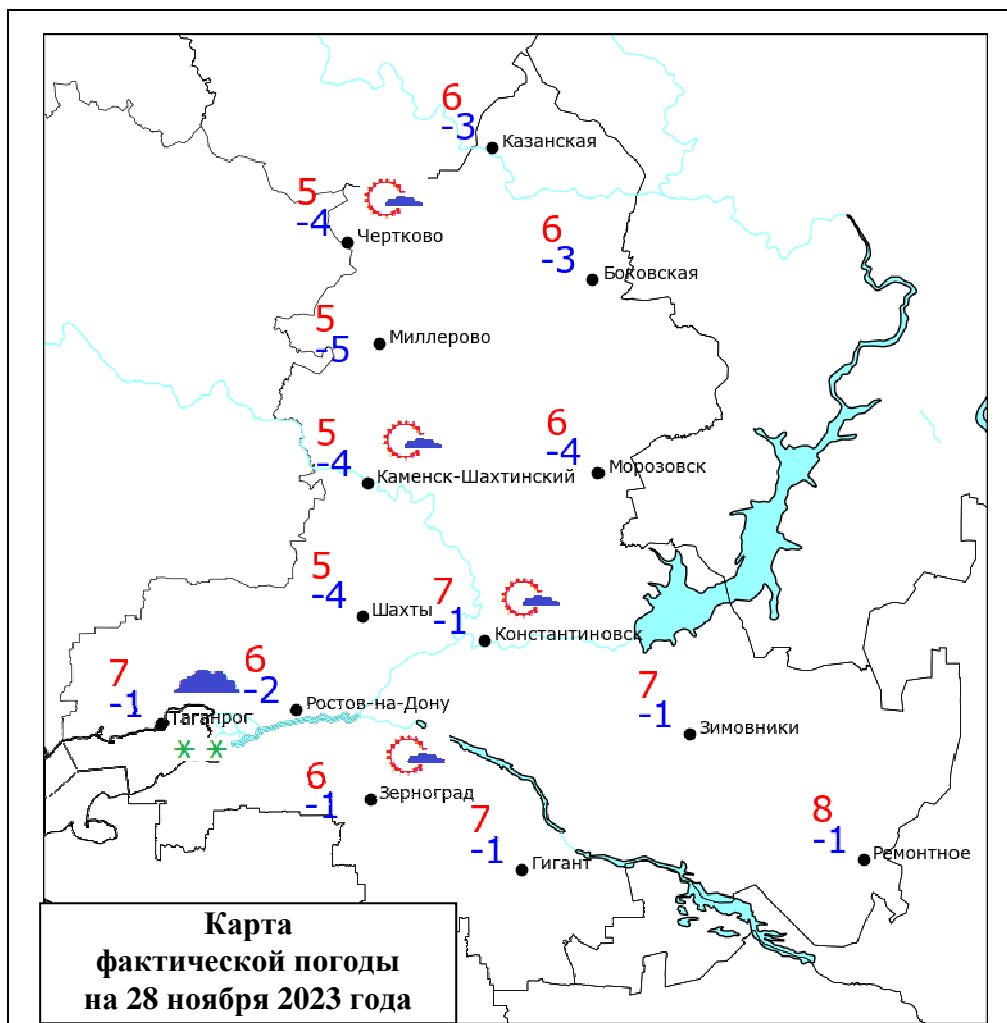 6
-3
Казанская
5
-4
Чертково
6
-3
Боковская
5
-5
Миллерово
5
-4
Каменск-Шахтинский
6
-4
Морозовск
5
-4
Шахты
7
-1
Константиновск
7
-1
Таганрог
6
-2
Ростов-на-Дону
7
-1
Зимовники
6
-1
Зерноград
7
-1
Гигант
8
-1
Ремонтное
Карта
фактической погоды
на 28 ноября 2023 года